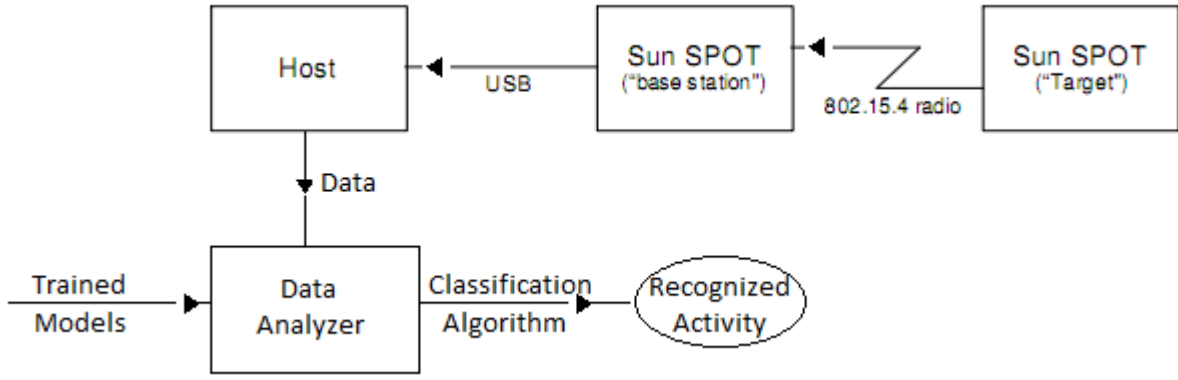 Host
USB
Sun SPOT
("base station")
802.15.4 radio
Sun SPOT
("Target")
Data
Trained
Models
Data
Analyzer
Classification
Algorithm
Recognized
Activity